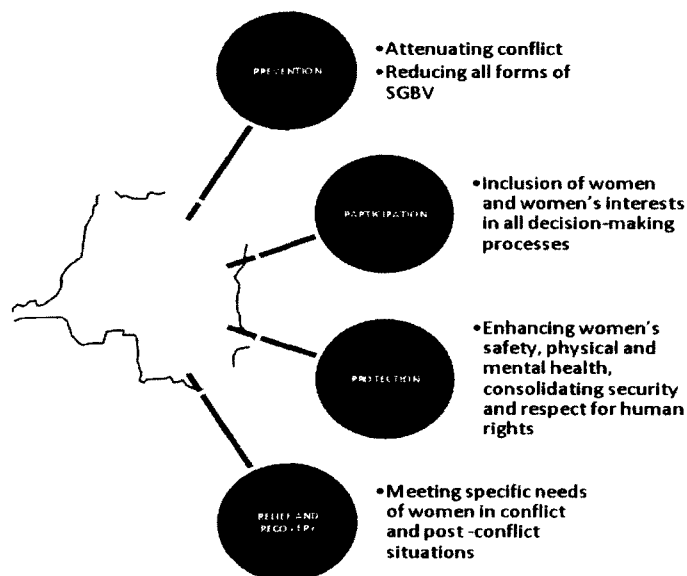 PREVENTION
•Attenuating conflict
•Reducing all forms of
SGBV
PARTICIPATION
•Inclusion of women
and women's interests
in all decision-making
processes
PROTECTION
•Enhancing women's
safety, physical and
mental health,
consolidating security
and respect for human
rights
RELIEF AND
RECOVERY
•Meeting specific needs
of women in conflict
and post -conflict
situations